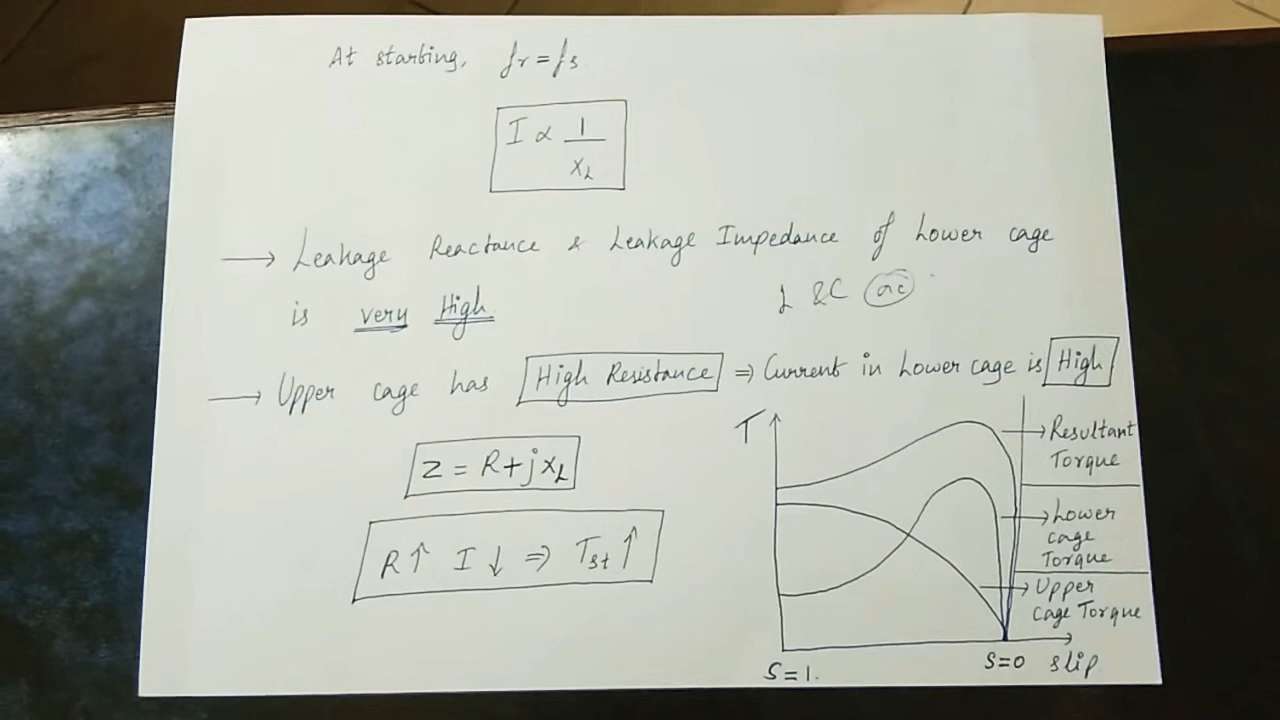 At starting, fr = fs
I ∝ 1/XL
→ Leakage Reactance & Leakage Impedance of Lower cage
is very High
L & C ac
→ Upper cage has High Resistance ⇒ Current in Lower cage is High
Z = R + jXL
R↑ I↓ ⇒ Tst↑
T
Resultant
Torque
Lower
cage
Torque
Upper
cage Torque
S=1.
S=0 slip